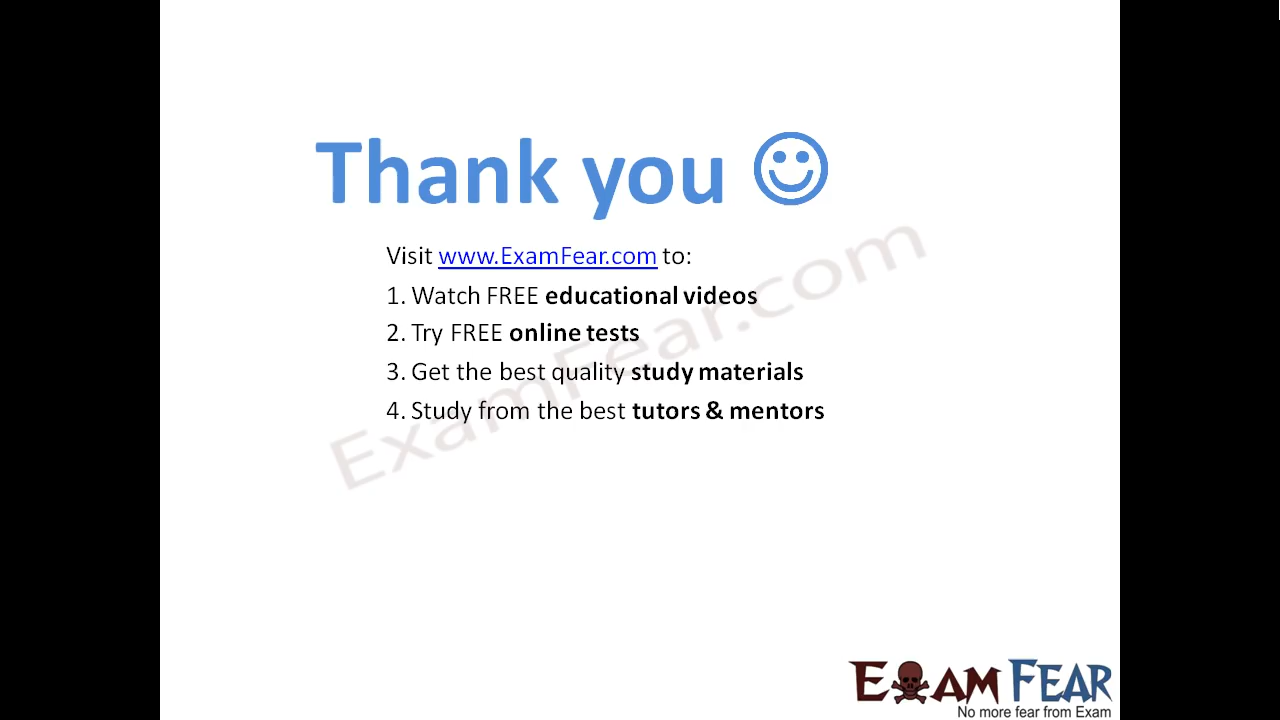 Thank you ☺
Visit www.ExamFear.com to:
1. Watch FREE educational videos
2. Try FREE online tests
3. Get the best quality study materials
4. Study from the best tutors & mentors
ExamFear.com
EXAM FEAR
No more fear from Exam